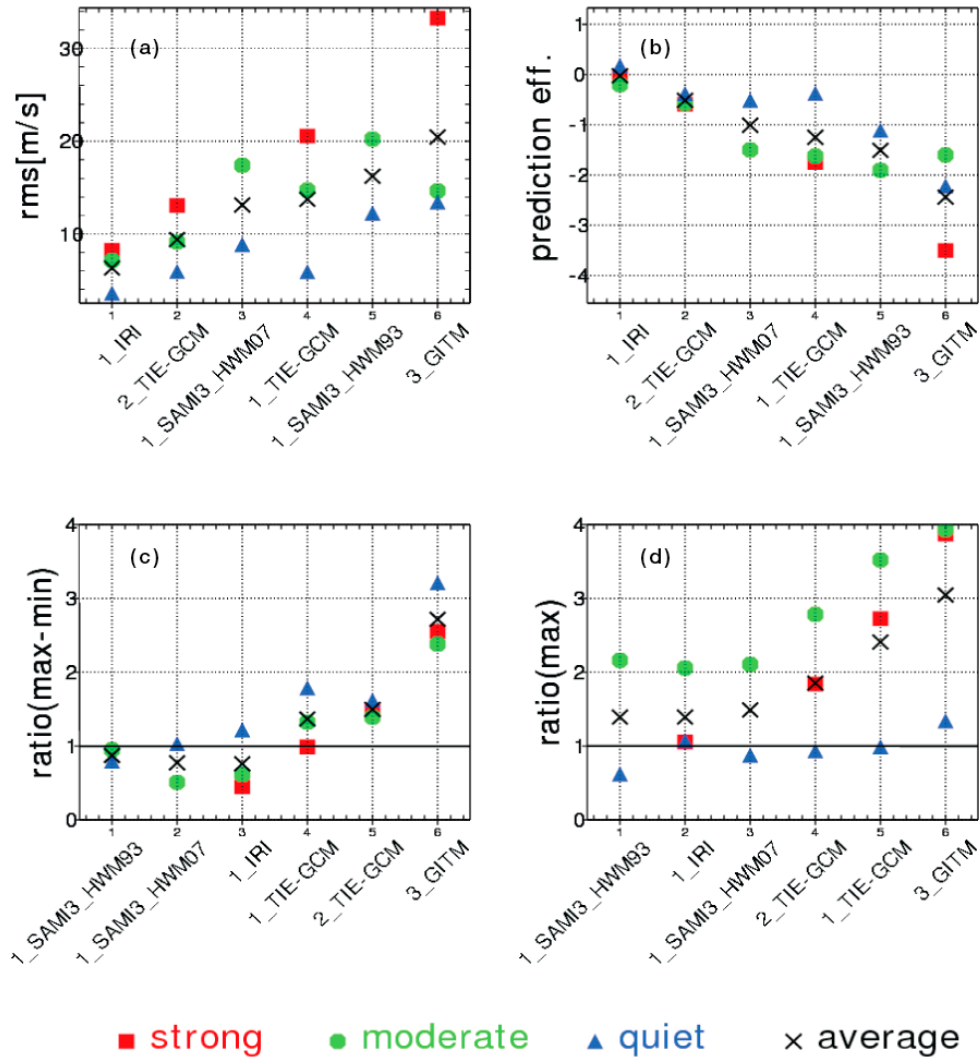 (a)
rms[m/s]
30
20
10
1 2 3 4 5 6
1_IRI
2_TIE-GCM
1_SAMI3_HWM07
1_TIE-GCM
1_SAMI3_HWM93
3_GITM
(b)
prediction eff.
1
0
-1
-2
-3
-4
1 2 3 4 5 6
1_IRI
2_TIE-GCM
1_SAMI3_HWM07
1_TIE-GCM
1_SAMI3_HWM93
3_GITM
(c)
ratio(max-min)
4
3
2
1
0
1 2 3 4 5 6
1_SAMI3_HWM93
1_SAMI3_HWM07
1_IRI
1_TIE-GCM
2_TIE-GCM
3_GITM
(d)
ratio(max)
4
3
2
1
0
1 2 3 4 5 6
1_SAMI3_HWM93
1_IRI
1_SAMI3_HWM07
2_TIE-GCM
1_TIE-GCM
3_GITM
strong moderate quiet average